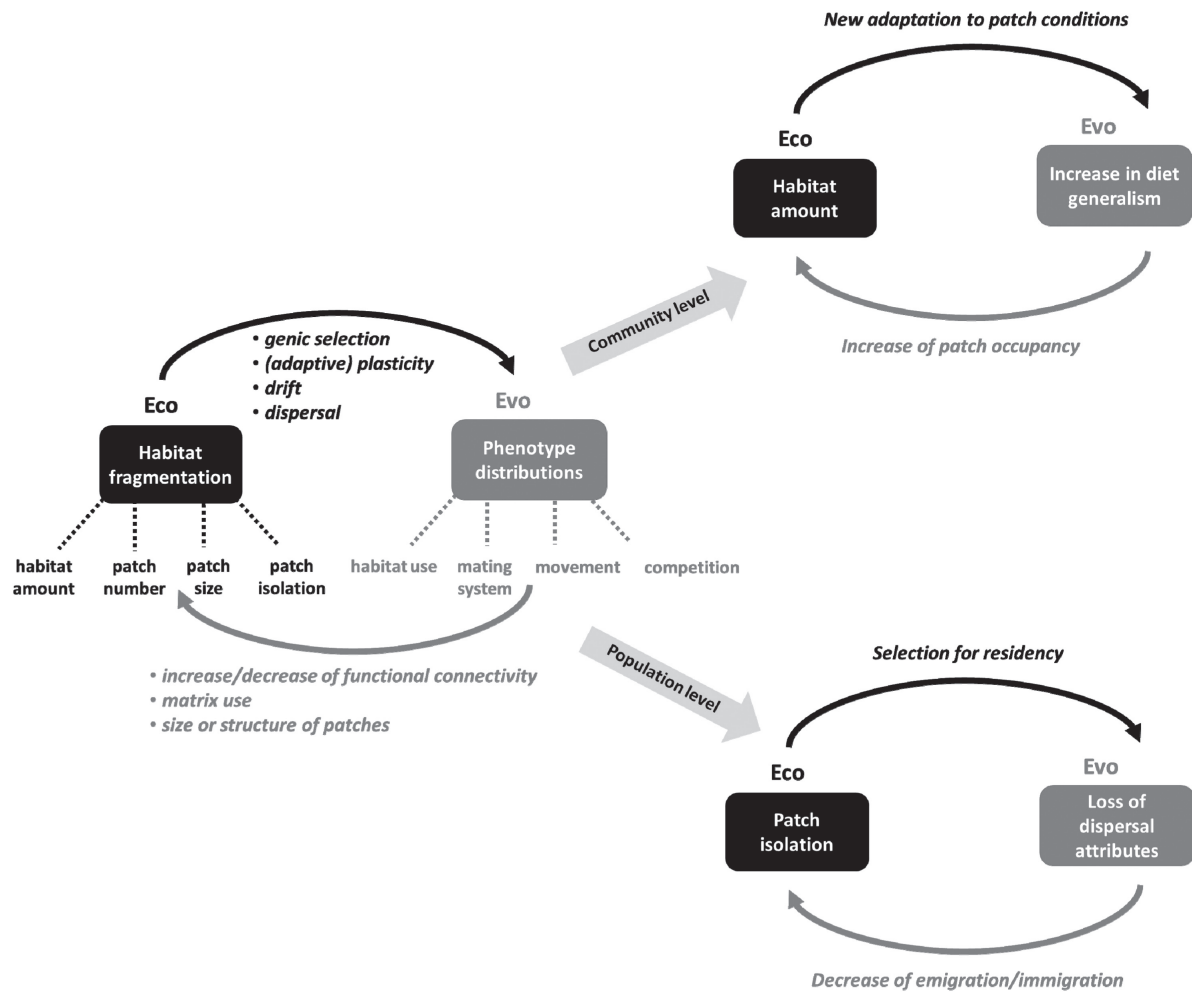 New adaptation to patch conditions
Eco
Evo
Habitat
amount
Increase in diet
generalism
Increase of patch occupancy
Community level
• genic selection
• (adaptive) plasticity
• drift
• dispersal
Eco
Evo
Habitat
fragmentation
Phenotype
distributions
habitat
amount
patch
number
patch
size
patch
isolation
habitat use
mating
system
movement
competition
• increase/decrease of functional connectivity
• matrix use
• size or structure of patches
Population level
Selection for residency
Eco
Evo
Patch
isolation
Loss of
dispersal
attributes
Decrease of emigration/immigration